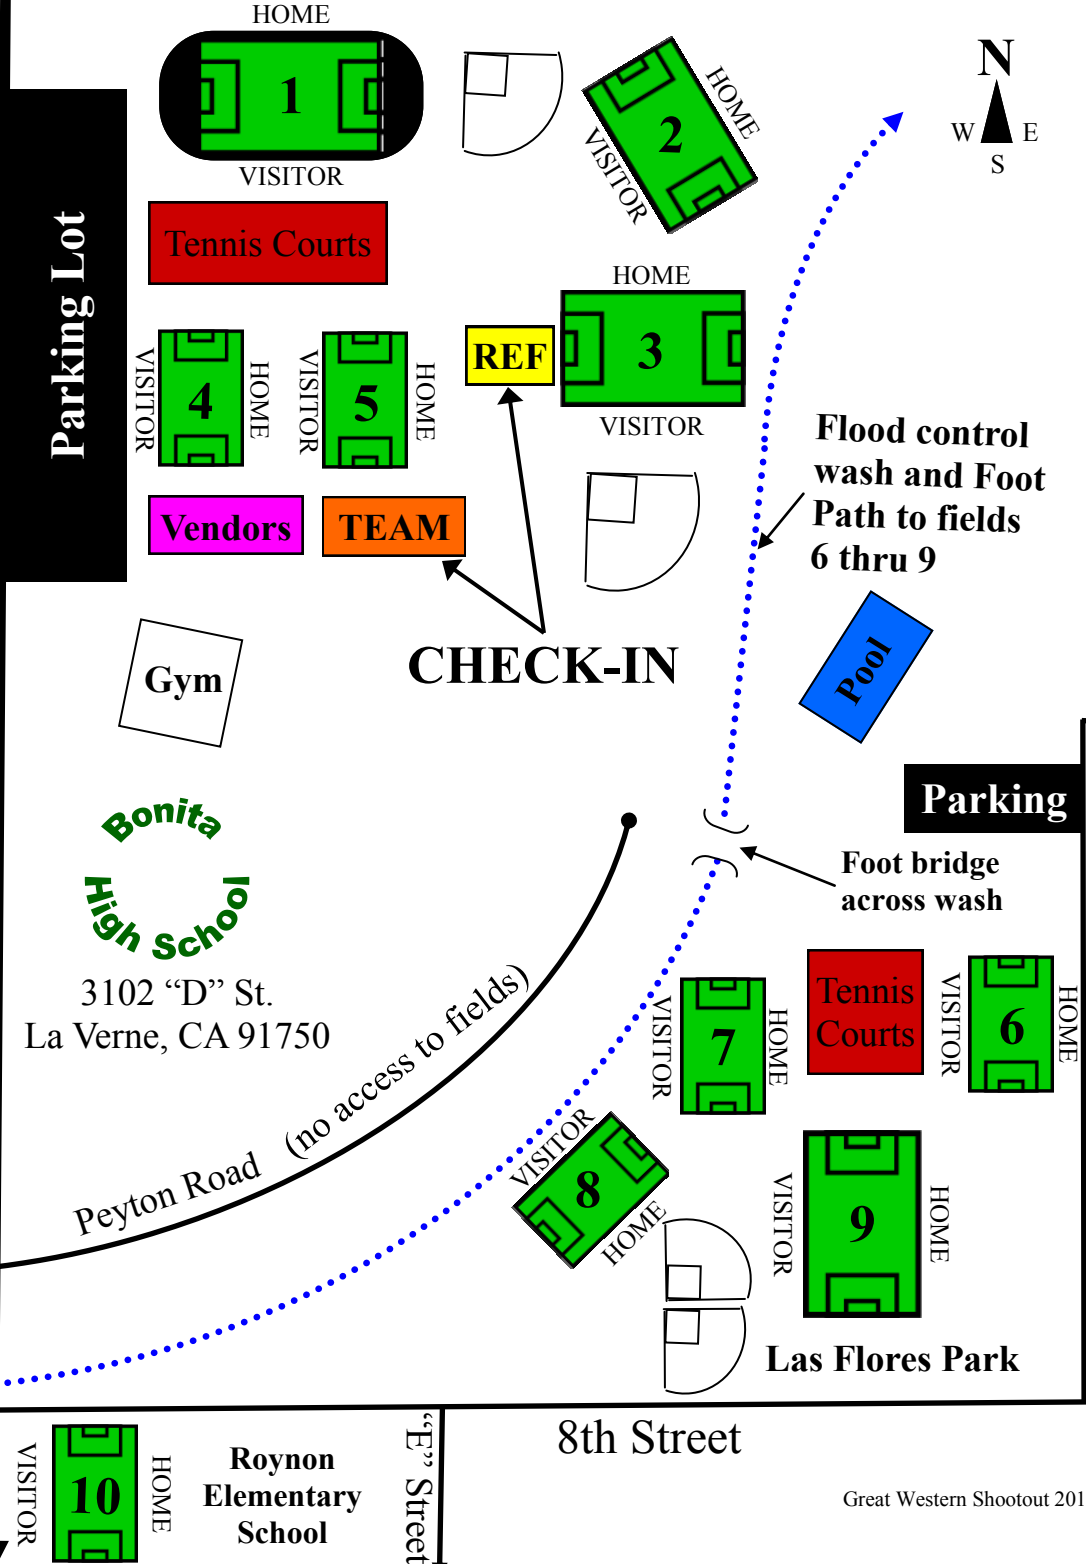 HOME
1
VISITOR
HOME
2
VISITOR
N
W E
S
Parking Lot
Tennis Courts
HOME
3
VISITOR
REF
VISITOR
4
HOME
VISITOR
5
HOME
Flood control
wash and Foot
Path to fields
6 thru 9
Vendors
TEAM
CHECK-IN
Gym
Pool
Parking
Bonita
High School
3102 “D” St.
La Verne, CA 91750
Foot bridge
across wash
Peyton Road (no access to fields)
VISITOR
7
HOME
Tennis
Courts
VISITOR
6
HOME
VISITOR
8
HOME
VISITOR
9
HOME
Las Flores Park
8th Street
“E” Street
VISITOR
10
HOME
Roynon
Elementary
School
Great Western Shootout 201